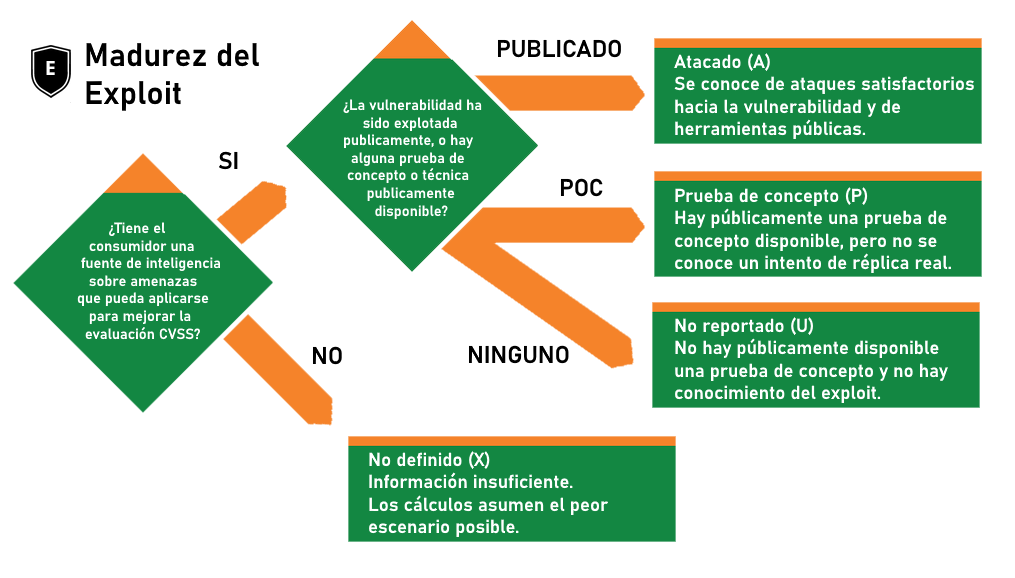 E
Madurez del
Exploit
¿Tiene el
consumidor una
fuente de inteligencia
sobre amenazas
que pueda aplicarse
para mejorar la
evaluación CVSS?
SI
NO
¿La vulnerabilidad ha
sido explotada
publicamente, o hay
alguna prueba de
concepto o técnica
publicamente
disponible?
PUBLICADO
Atacado (A)
Se conoce de ataques satisfactorios
hacia la vulnerabilidad y de
herramientas públicas.
POC
Prueba de concepto (P)
Hay públicamente una prueba de
concepto disponible, pero no se
conoce un intento de réplica real.
NINGUNO
No reportado (U)
No hay públicamente disponible
una prueba de concepto y no hay
conocimiento del exploit.
No definido (X)
Información insuficiente.
Los cálculos asumen el peor
escenario posible.